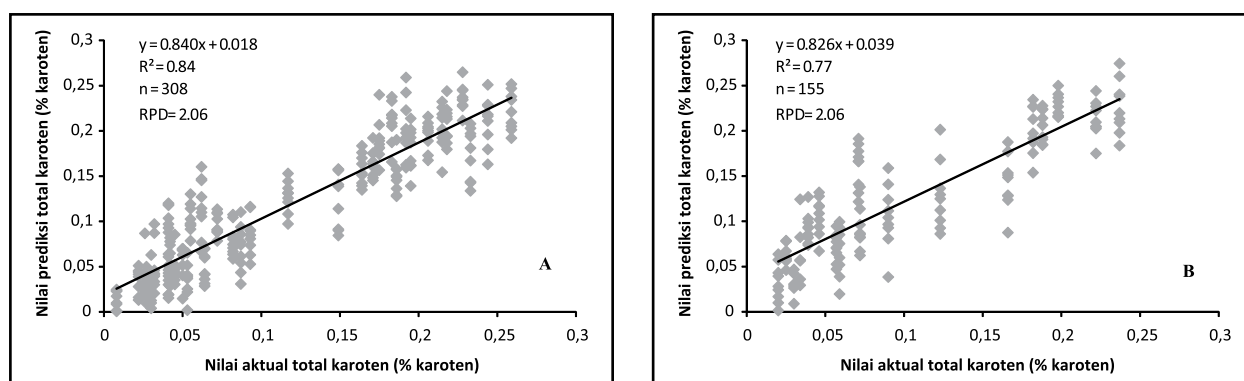 Nilai prediksi total karoten (% karoten)
0,3
0,25
0,2
0,15
0,1
0,05
0
y = 0.840x + 0.018
R² = 0.84
n = 308
RPD= 2.06
A
0 0,05 0,1 0,15 0,2 0,25 0,3
Nilai aktual total karoten (% karoten)
Nilai prediksi total karoten (% karoten)
0,3
0,25
0,2
0,15
0,1
0,05
0
y = 0.826x + 0.039
R² = 0.77
n = 155
RPD= 2.06
B
0 0,05 0,1 0,15 0,2 0,25 0,3
Nilai aktual total karoten (% karoten)